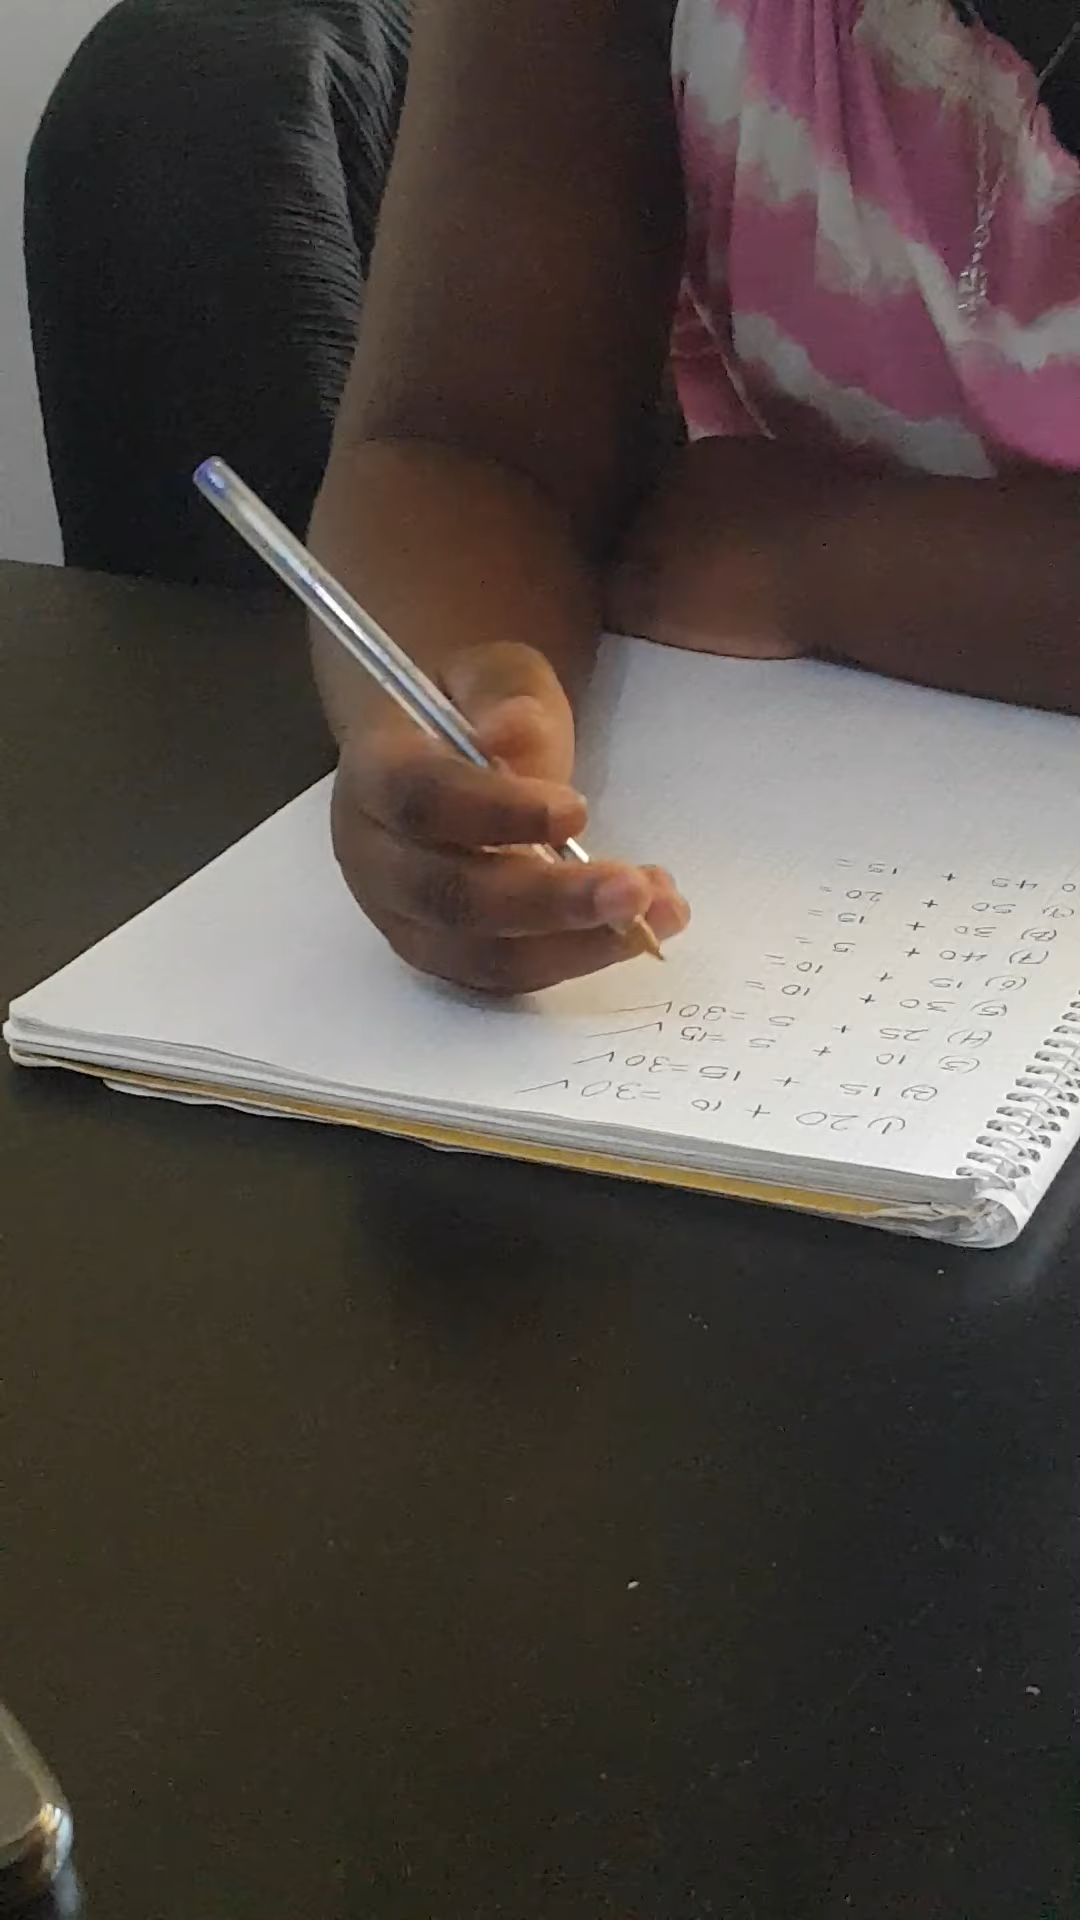 1) 20 + 10 =30 ✓ ✓
(2) 15 + 15 =30 ✓ ✓
(3) 10 + 5 =15 ✓ ✓
(4) 25 + 5 =30 ✓
(5) 30 + 10 =
(6) 15 + 10 =
(7) 40 + 5 =
(8) 30 + 15 =
(9) 50 + 20 =
0 45 + 15 =